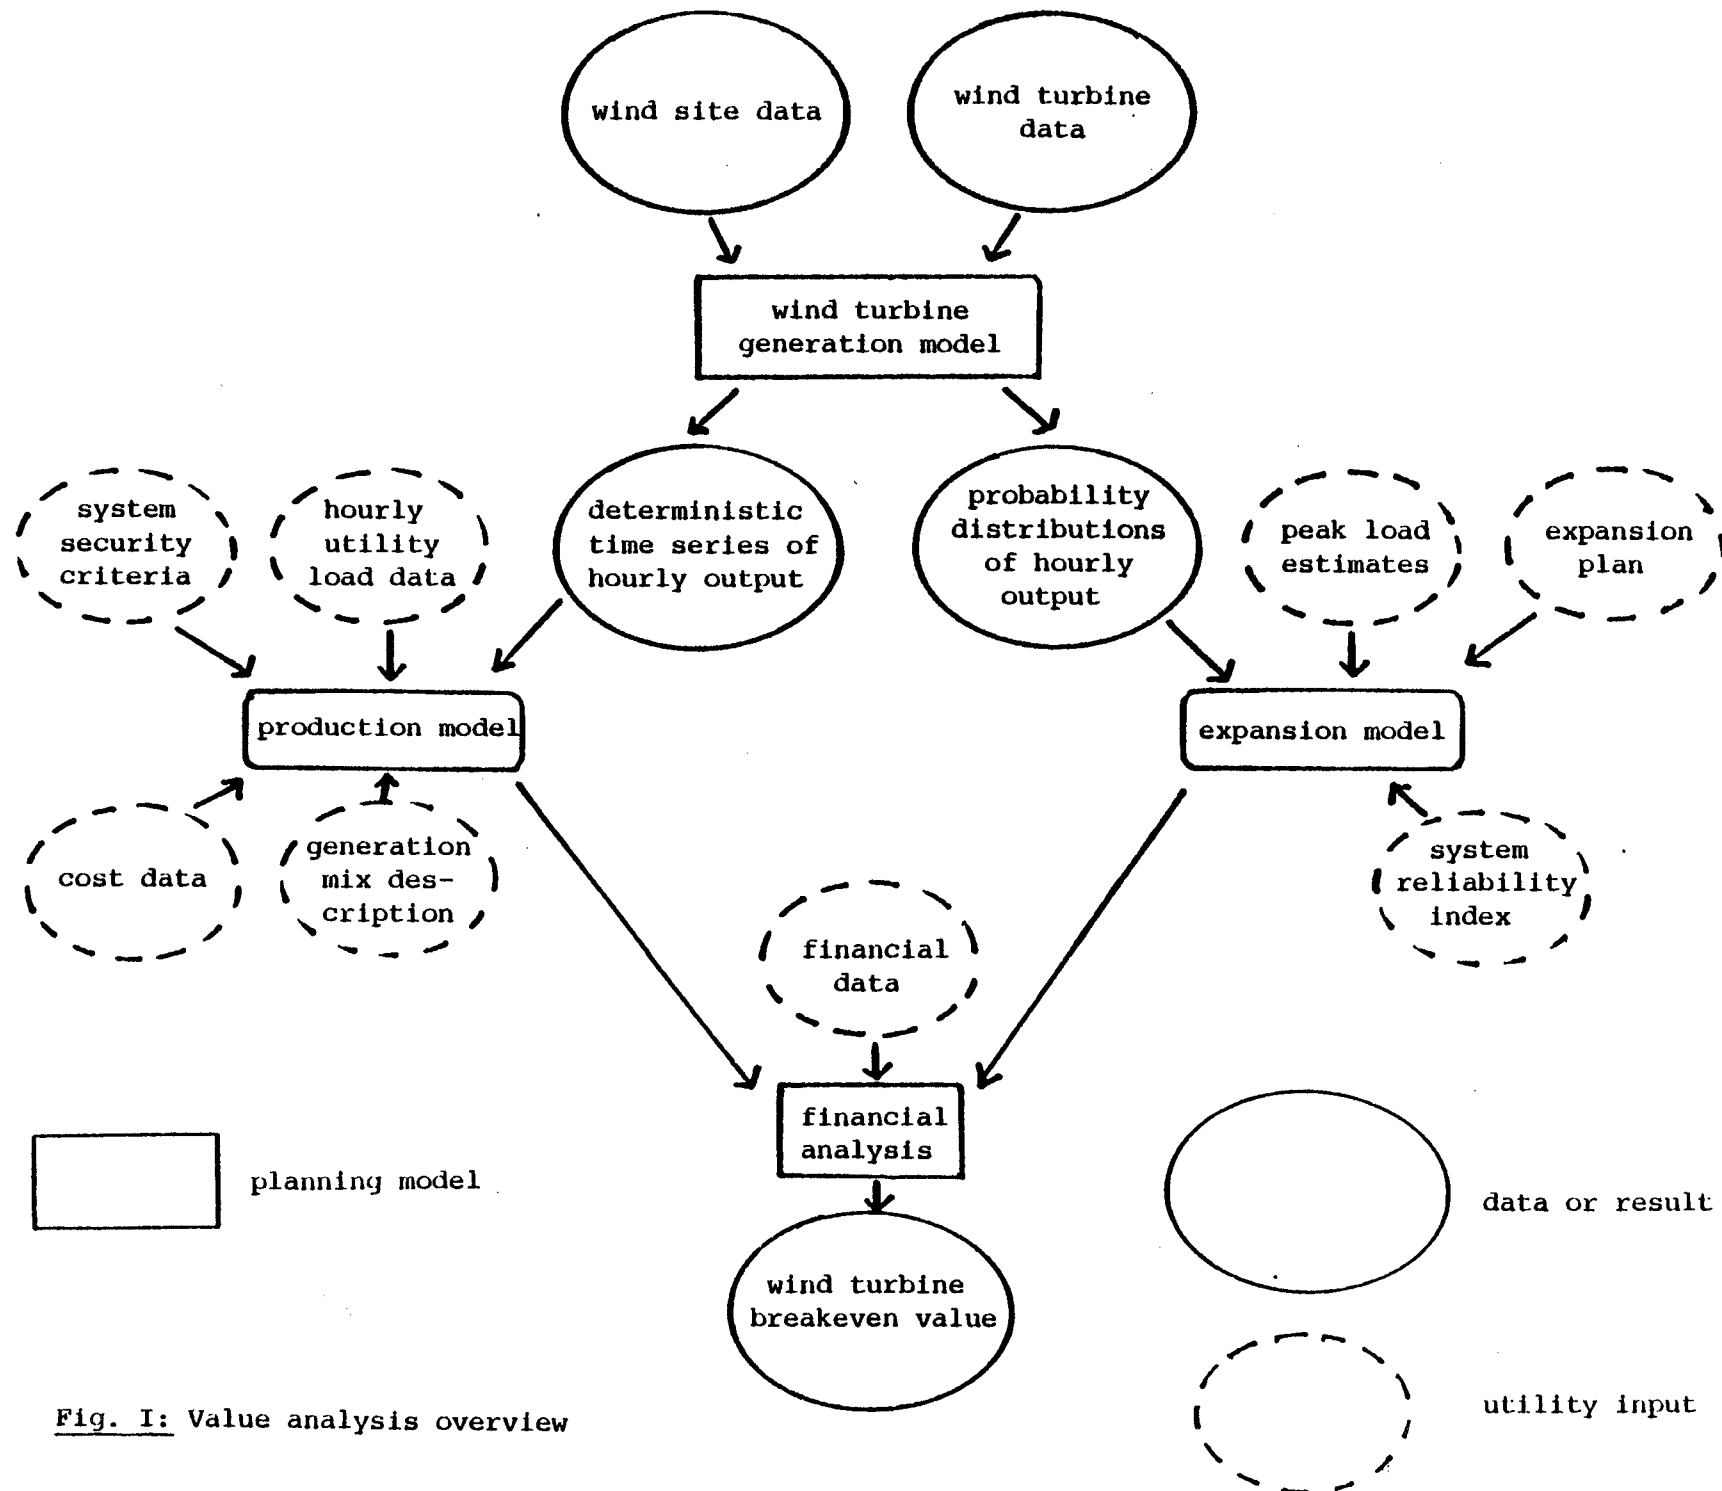 wind site data
wind turbine
data
wind turbine
generation model
system
security
criteria
hourly
utility
load data
deterministic
time series of
hourly output
probability
distributions
of hourly
output
peak load
estimates
expansion
plan
production model
expansion model
cost data
generation
mix des-
cription
system
reliability
index
financial
data
financial
analysis
planning model
data or result
wind turbine
breakeven value
utility input
Fig. I: Value analysis overview